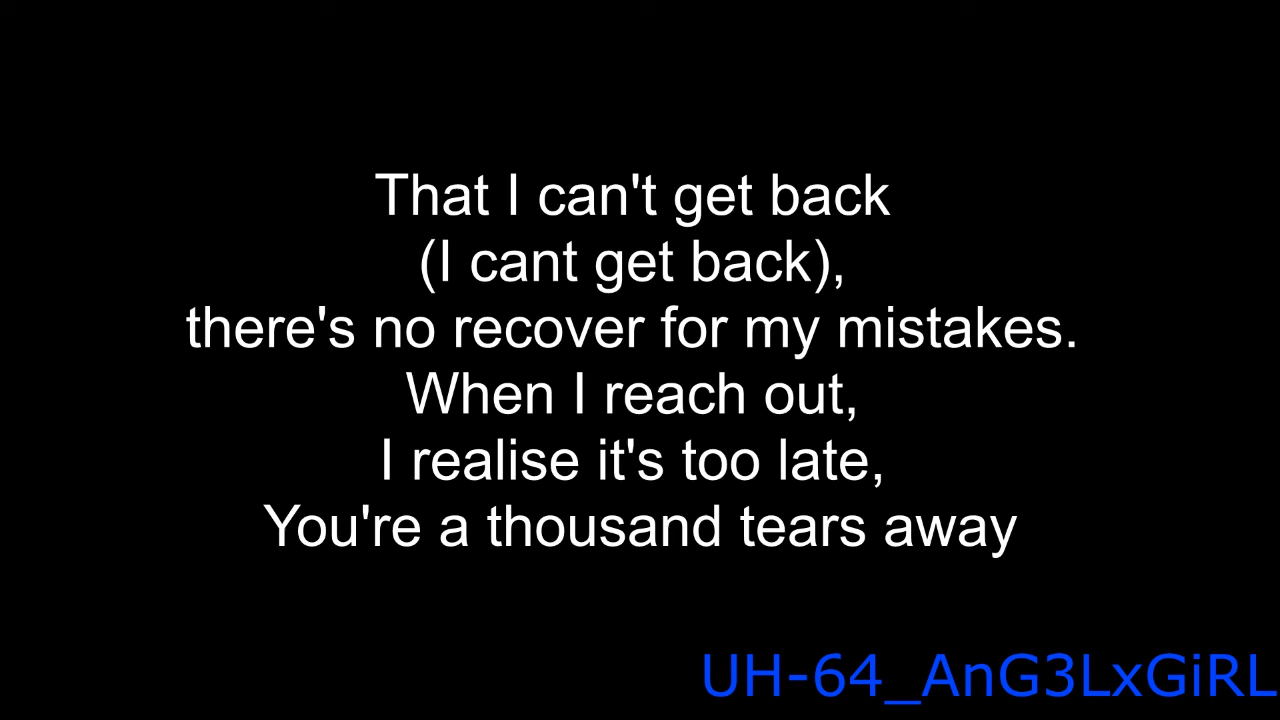 That I can't get back
(I cant get back),
there's no recover for my mistakes.
When I reach out,
I realise it's too late,
You're a thousand tears away
UH-64_AnG3LxGiRL